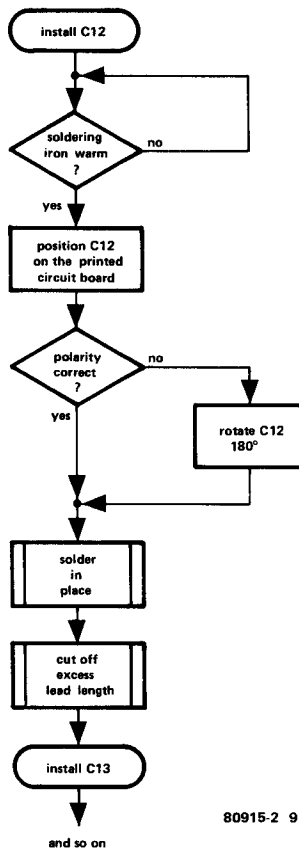 install C12
soldering
iron warm
?
no
yes
position C12
on the printed
circuit board
polarity
correct
?
no
yes
rotate C12
180°
solder
in
place
cut off
excess
lead length
install C13
80915-2 9
and so on